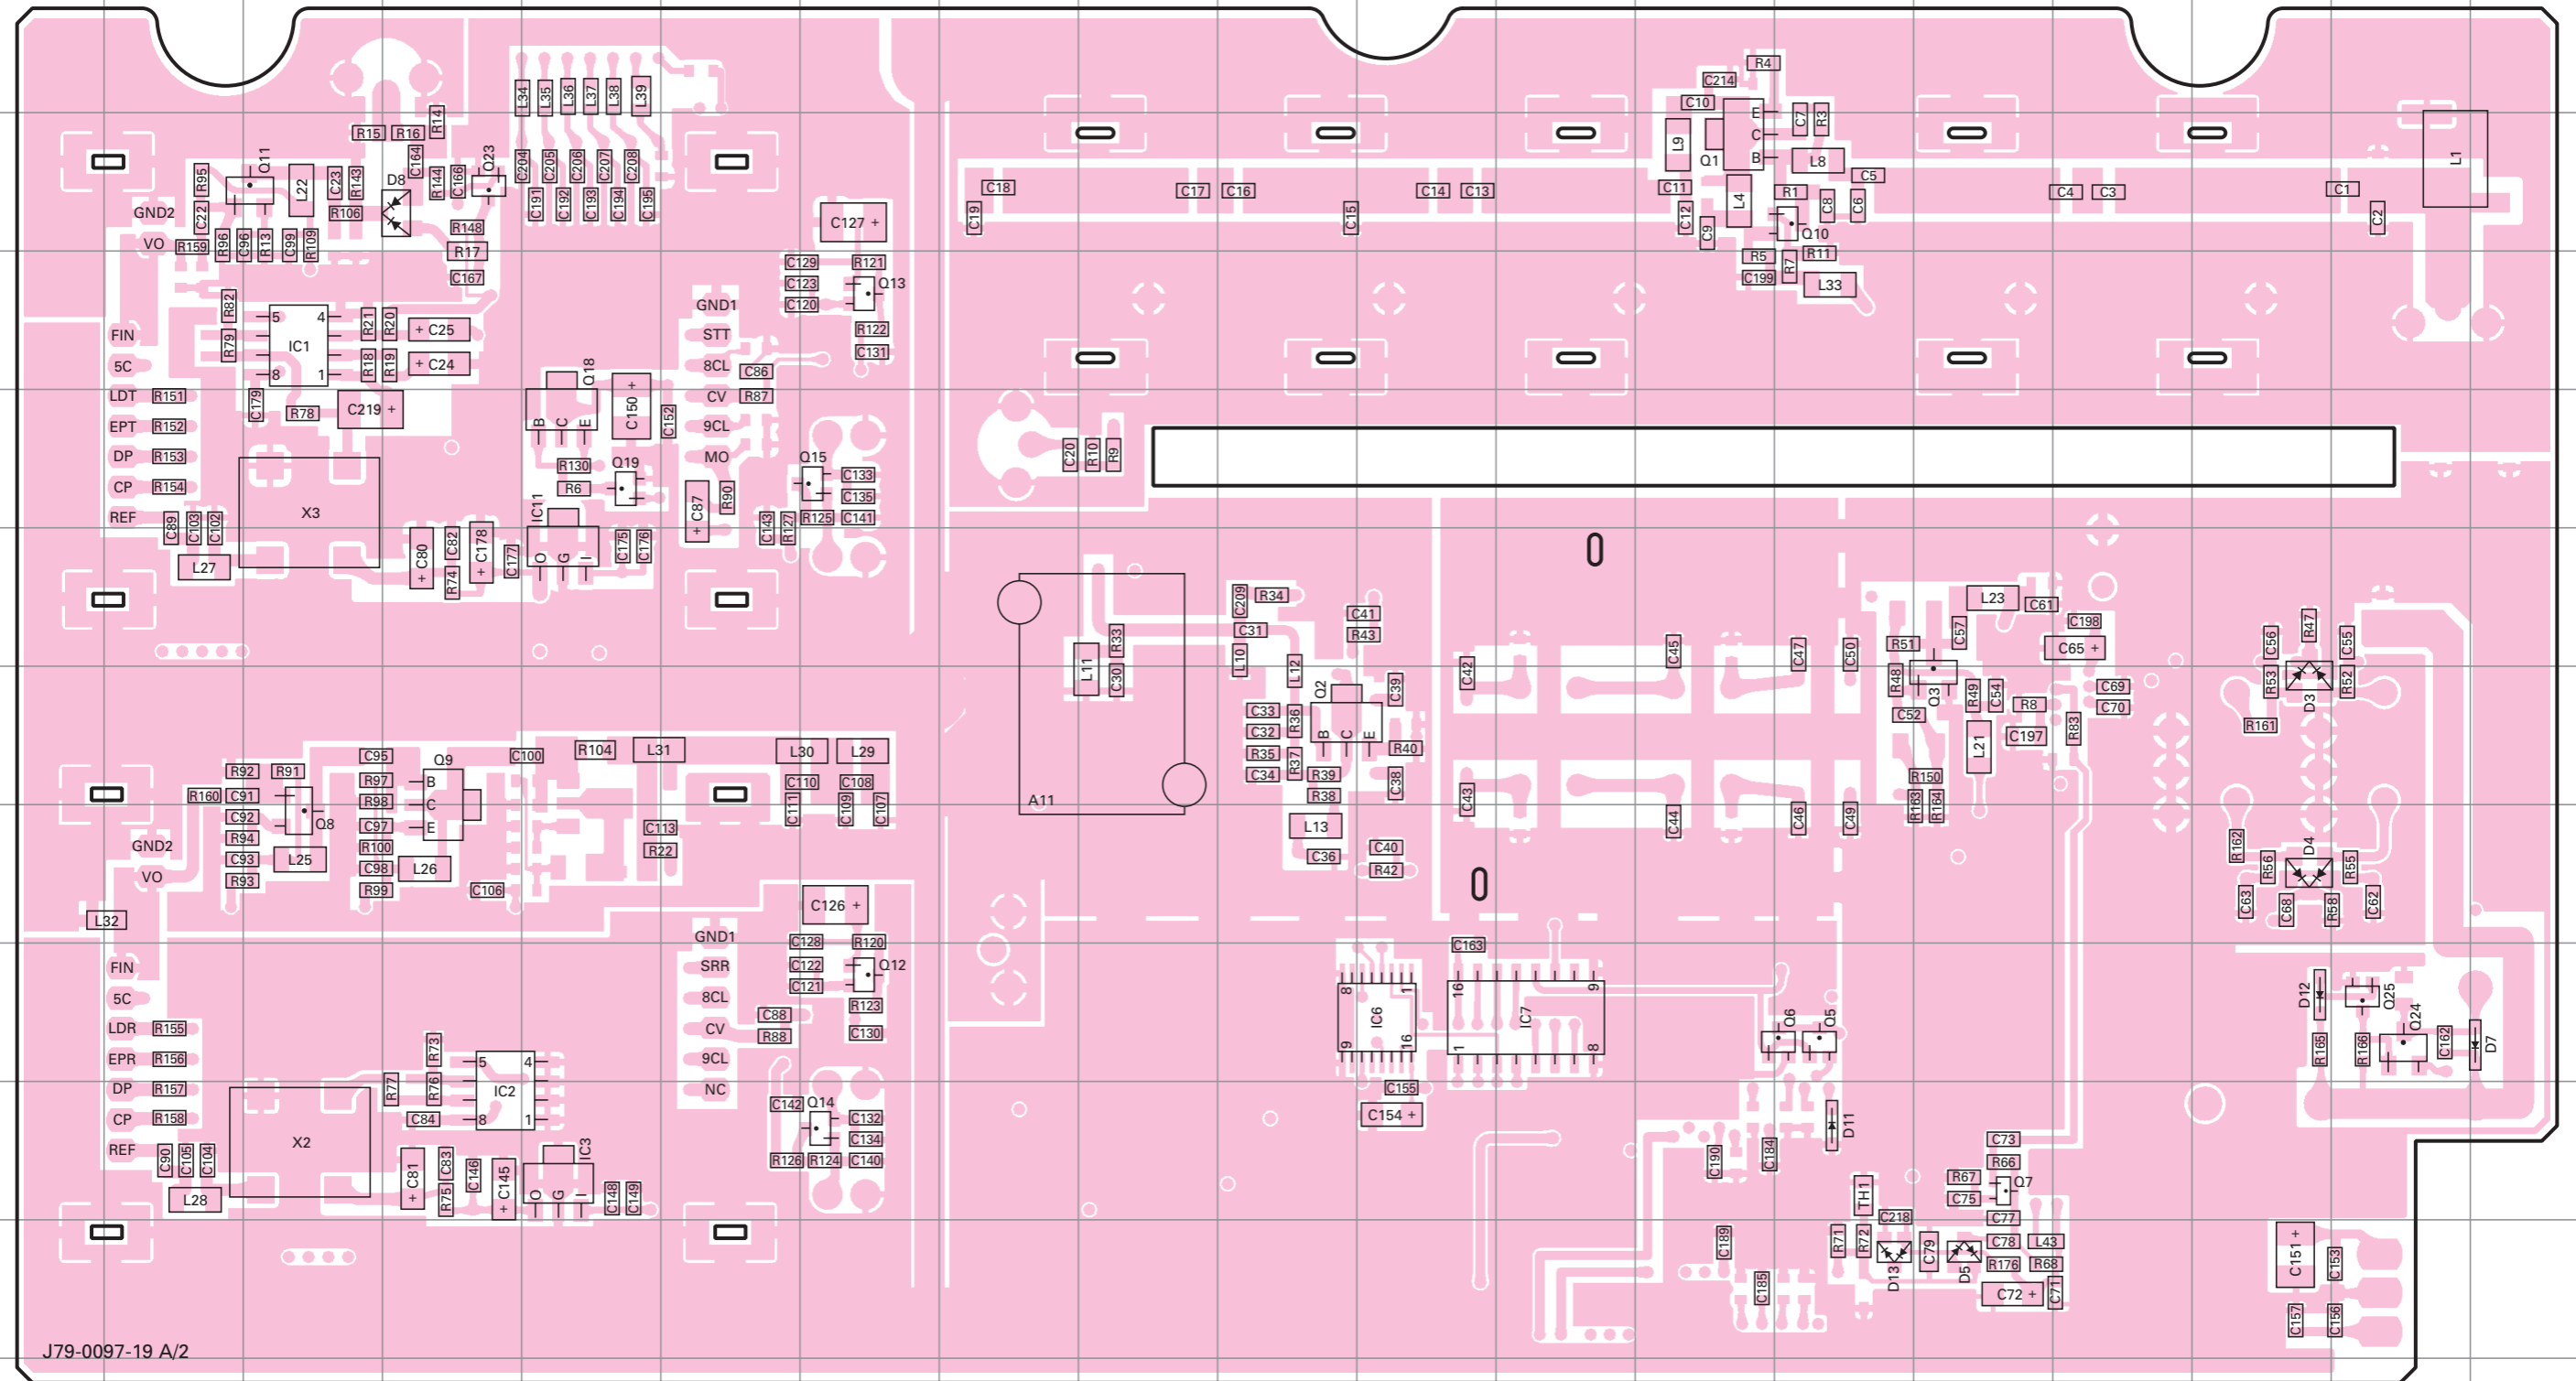 R4
C214
C10
E
C7
R3
L34 L35 L36 L37 L38 L39
R15 R16 R14
L9
Q1
C
B
L8
L1
Q11
R95
L22
C23
R143
D8
C164
R144
C166
Q23
C204 C205 C206 C207 C208
C18
C17 C16
C14 C13
C11
L4
R1
C5
C4 C3
C1
GND2
C22
R106
C191 C192 C193 C194 C195
C127 +
C19
C15
C12
C9
C8
C6
Q10
C2
VO
R159
R96 C96 R13 C99 R109
R148
R17
C167
C129 R121
C123
Q13
C120
R5
R7
R11
C199
L33
R82
GND1
FIN
R79
5
4
IC1
8
1
R21 R20
+ C25
STT
R122
5C
R18 R19
+ C24
Q18
8CL
C86
C131
LDT R151
C179
R78
C219 +
B C E
C150 +
C152
CV
R87
EPT R152
9CL
C20 R10 R9
DP R153
R130
Q19
MO
Q15
C133
CP R154
X3
R6
+ C87
R90
C135
REF
IC11
C143 R127
R125 C141
C89 C103 C102
L27
+ C80
C82
R74
+ C178
C177
O G I
C175 C176
C209
R34
C31
C41
R43
L23
C61
R33
L11
C30
L10
L12
C42
C45
C47
C50
R51
C57
C198
C65 +
C56
R47
C55
Q2
C39
R48
Q3
R49
C54
C69
C70
R53
D3
R52
C33
C32
R36
B C E
R8
C52
R161
R104 L31
L30 L29
R35
R37
R40
L21
C197
R83
C95
Q9
C100
R92 R91
R97
B
C110 C108
C34
R39
C38
R150
R160 C91
R98
C
C111
C109
C107
A11
R38
C43
C44
C46
C49
R163 R164
C92
Q8
C97
E
C113
L13
R94
R100
R22
C40
GND2
C93
L25
C98
L26
C36
R42
R162
R56
D4
R55
VO
R93
R99
C106
C126 +
C63
C68
R58
C62
L32
GND1
C128 R120
C163
FIN
SRR
C122
Q12
8
1
16
9
D12
Q25
5C
8CL
C121
R123
IC6
IC7
Q6 Q5
Q24
LDR R155
C88
CV
R88
C130
9
16
1
8
R165
R166
C162
D7
EPR R156
R73
5
4
9CL
DP R157
R77
R76
IC2
NC
C155
CP R158
C84
8
1
C142 Q14
C132
C154 +
D11
REF
X2
IC3
C134
C73
C90 C105 C104
+ C81
C83
C146
+ C145
R126 R124 C140
C190
C184
R66
L28
R75
O G I
C148 C149
TH1
R67
C75
Q7
C218
C77
C189
R71
R72
D13
C79
D5
C78 L43
R176 R68
C151 +
C153
C185
C72 +
C71
C157
C156
J79-0097-19 A/2